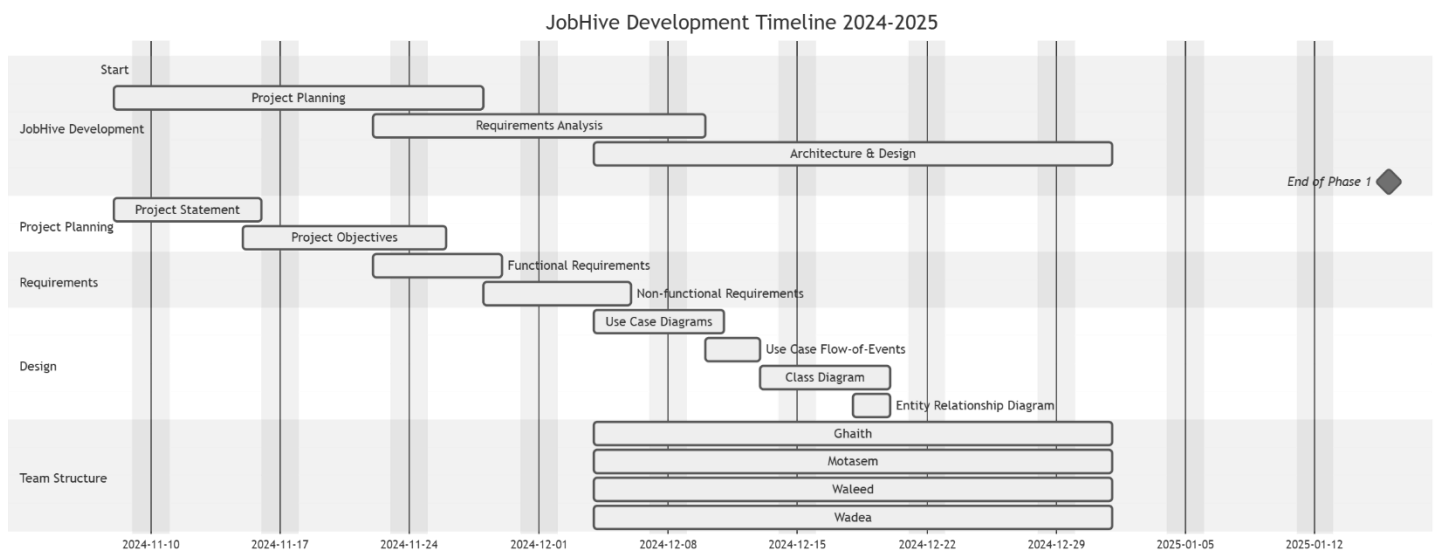 JobHive Development Timeline 2024-2025
Start
Project Planning
JobHive Development
Requirements Analysis
Architecture & Design
End of Phase 1
Project Statement
Project Planning
Project Objectives
Functional Requirements
Requirements
Non-functional Requirements
Use Case Diagrams
Use Case Flow-of-Events
Design
Class Diagram
Entity Relationship Diagram
Ghaith
Motasem
Team Structure
Waleed
Wadea
2024-11-10 2024-11-17 2024-11-24 2024-12-01 2024-12-08 2024-12-15 2024-12-22 2024-12-29 2025-01-05 2025-01-12